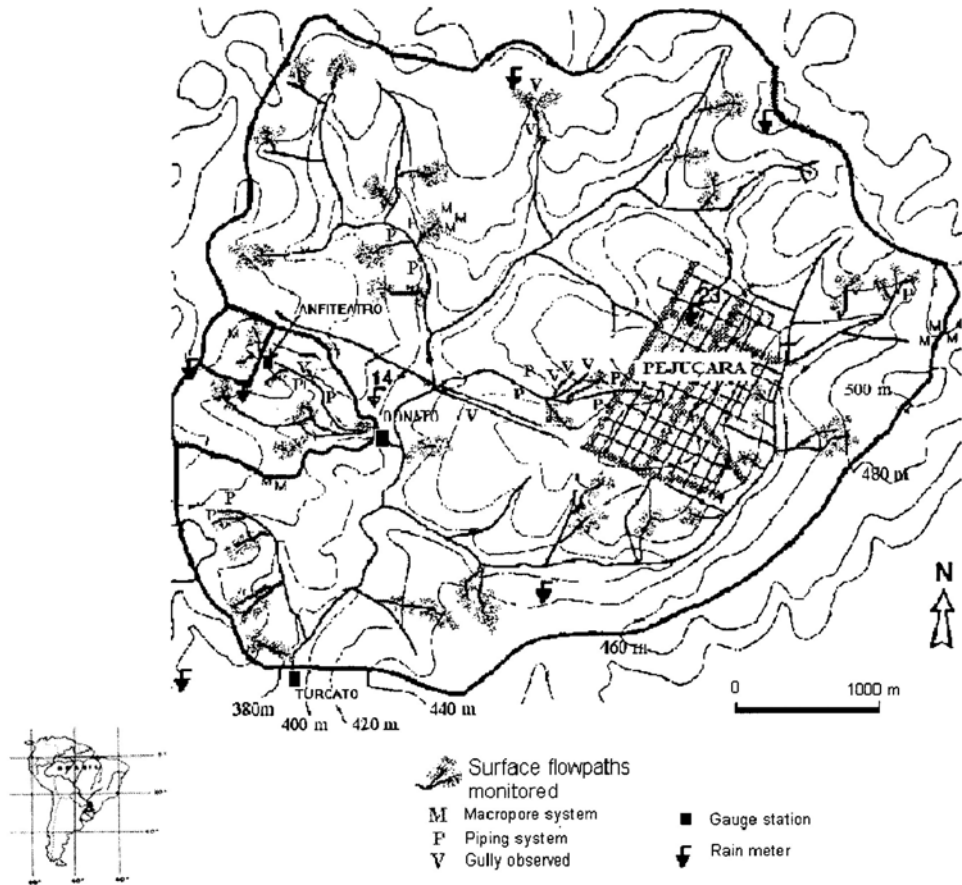 V
V
M
M
M
M
P
P
ANFITEATRO
M
V
P
P
14
DONATO
V
P
P
V
V
V
P
P
23
PEJUÇARA
P
M
M
500 m
480 m
460 m
M
M
P
P
TURCATO
380m
400 m
420 m
440 m
N
0
1000 m
Surface flowpaths
monitored
M Macropore system
P Piping system
V Gully observed
Gauge station
Rain meter